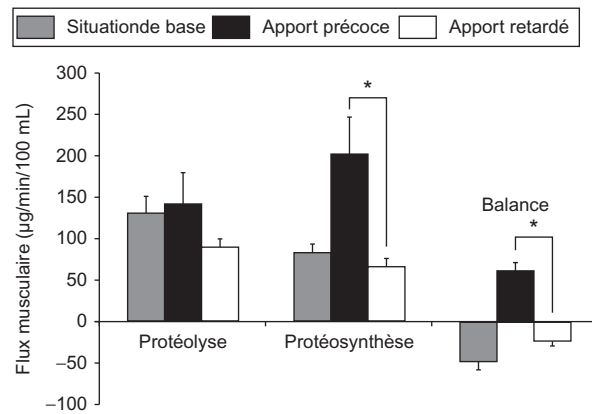 Situationde base Apport précoce Apport retardé
Flux musculaire (µg/min/100 mL)
300
250
200
150
100
50
0
–50
–100
*
Balance
*
Protéolyse Protéosynthèse